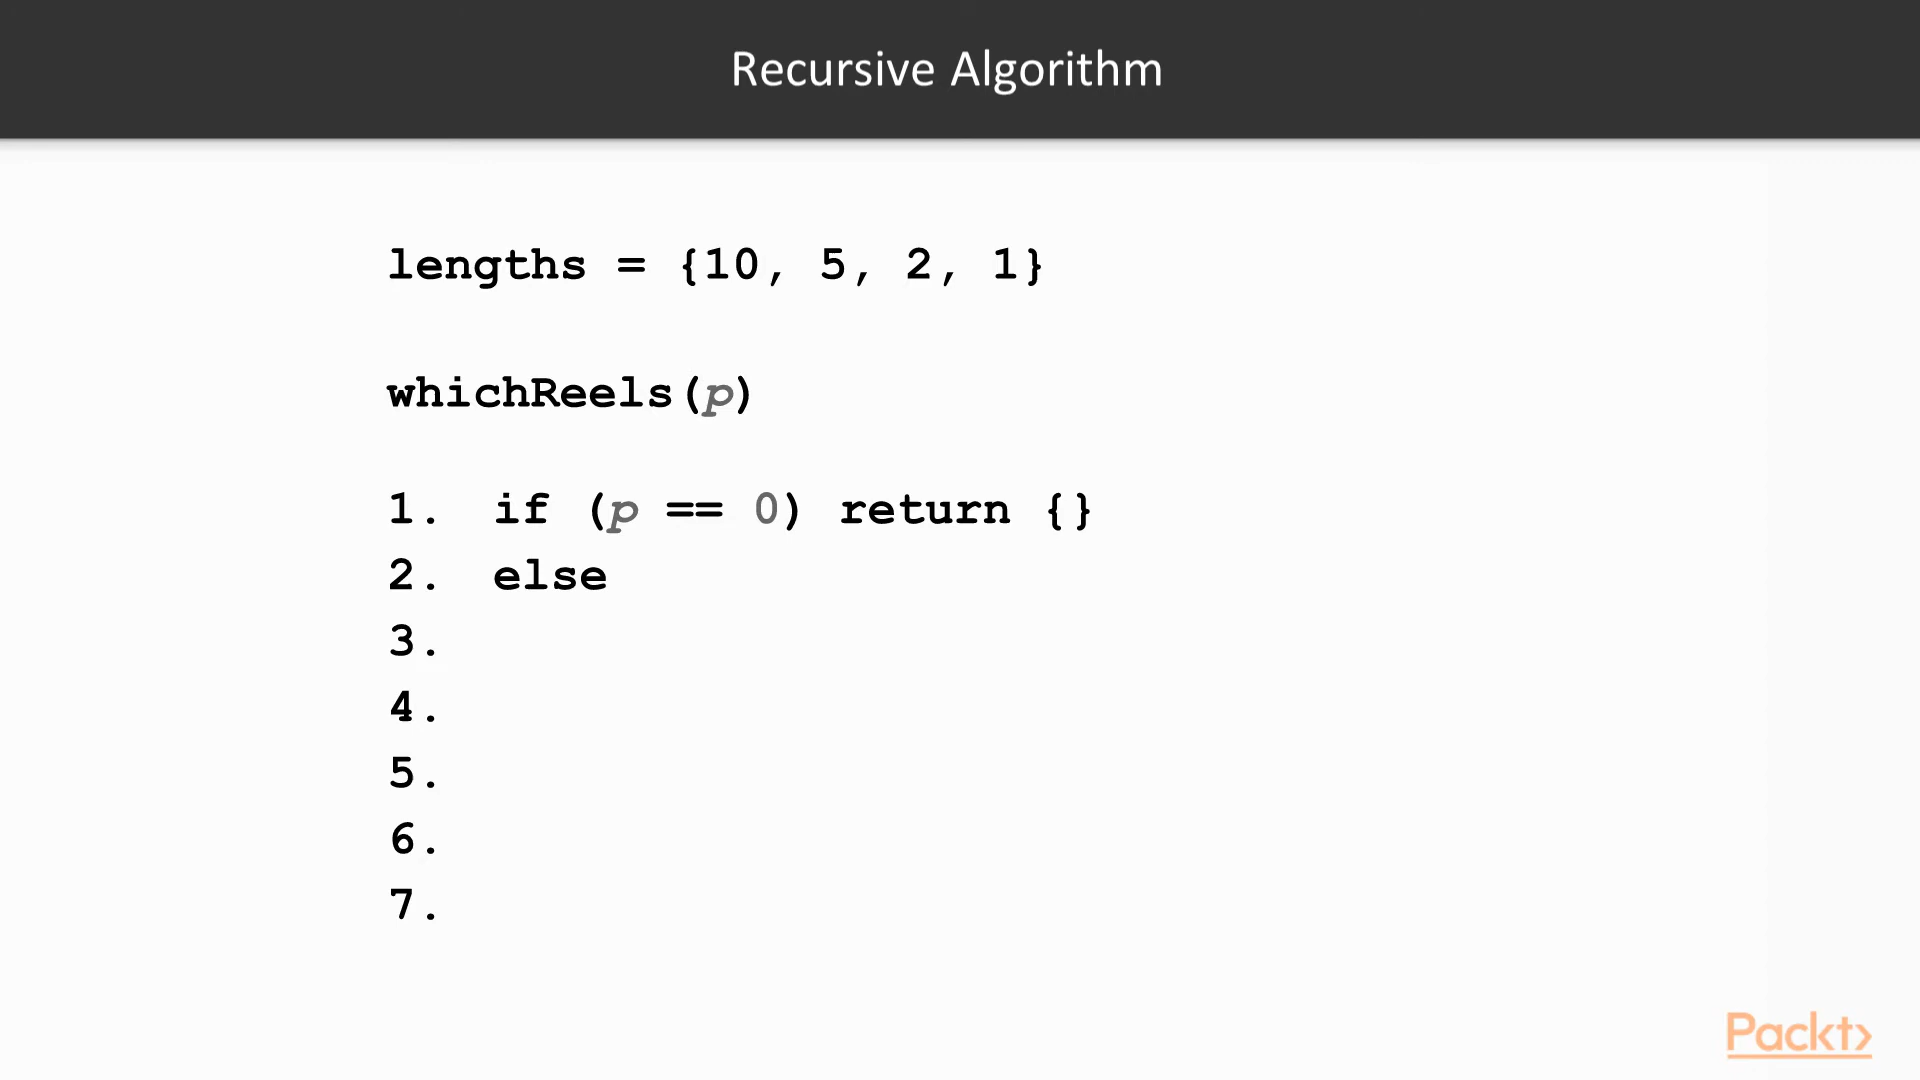 Recursive Algorithm
lengths = {10, 5, 2, 1}
whichReels(p)
1. if (p == 0) return {}
2. else
3.
4.
5.
6.
7.
Packt>